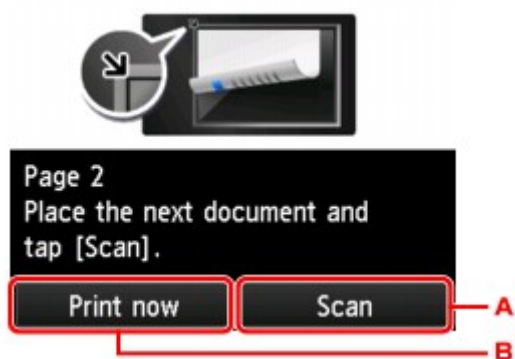 Page 2
Place the next document and
tap [Scan].
Print now Scan
A
B